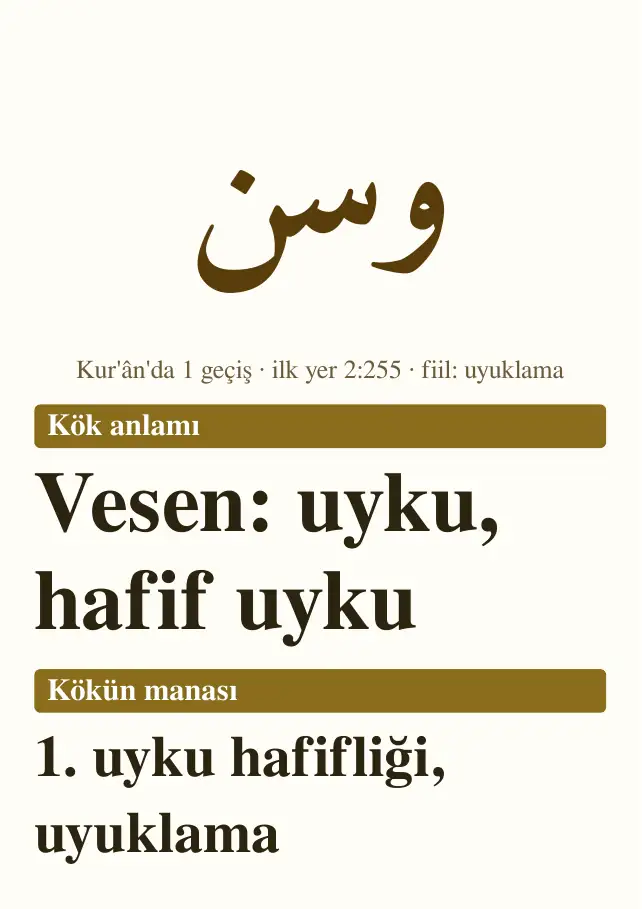 وسن
Kur'ân'da 1 geçiş · ilk yer 2:255 · fiil: uyuklama
Kök anlamı
Vesen: uyku,
hafif uyku
Kökün manası
1. uyku hafifliği,
uyuklama